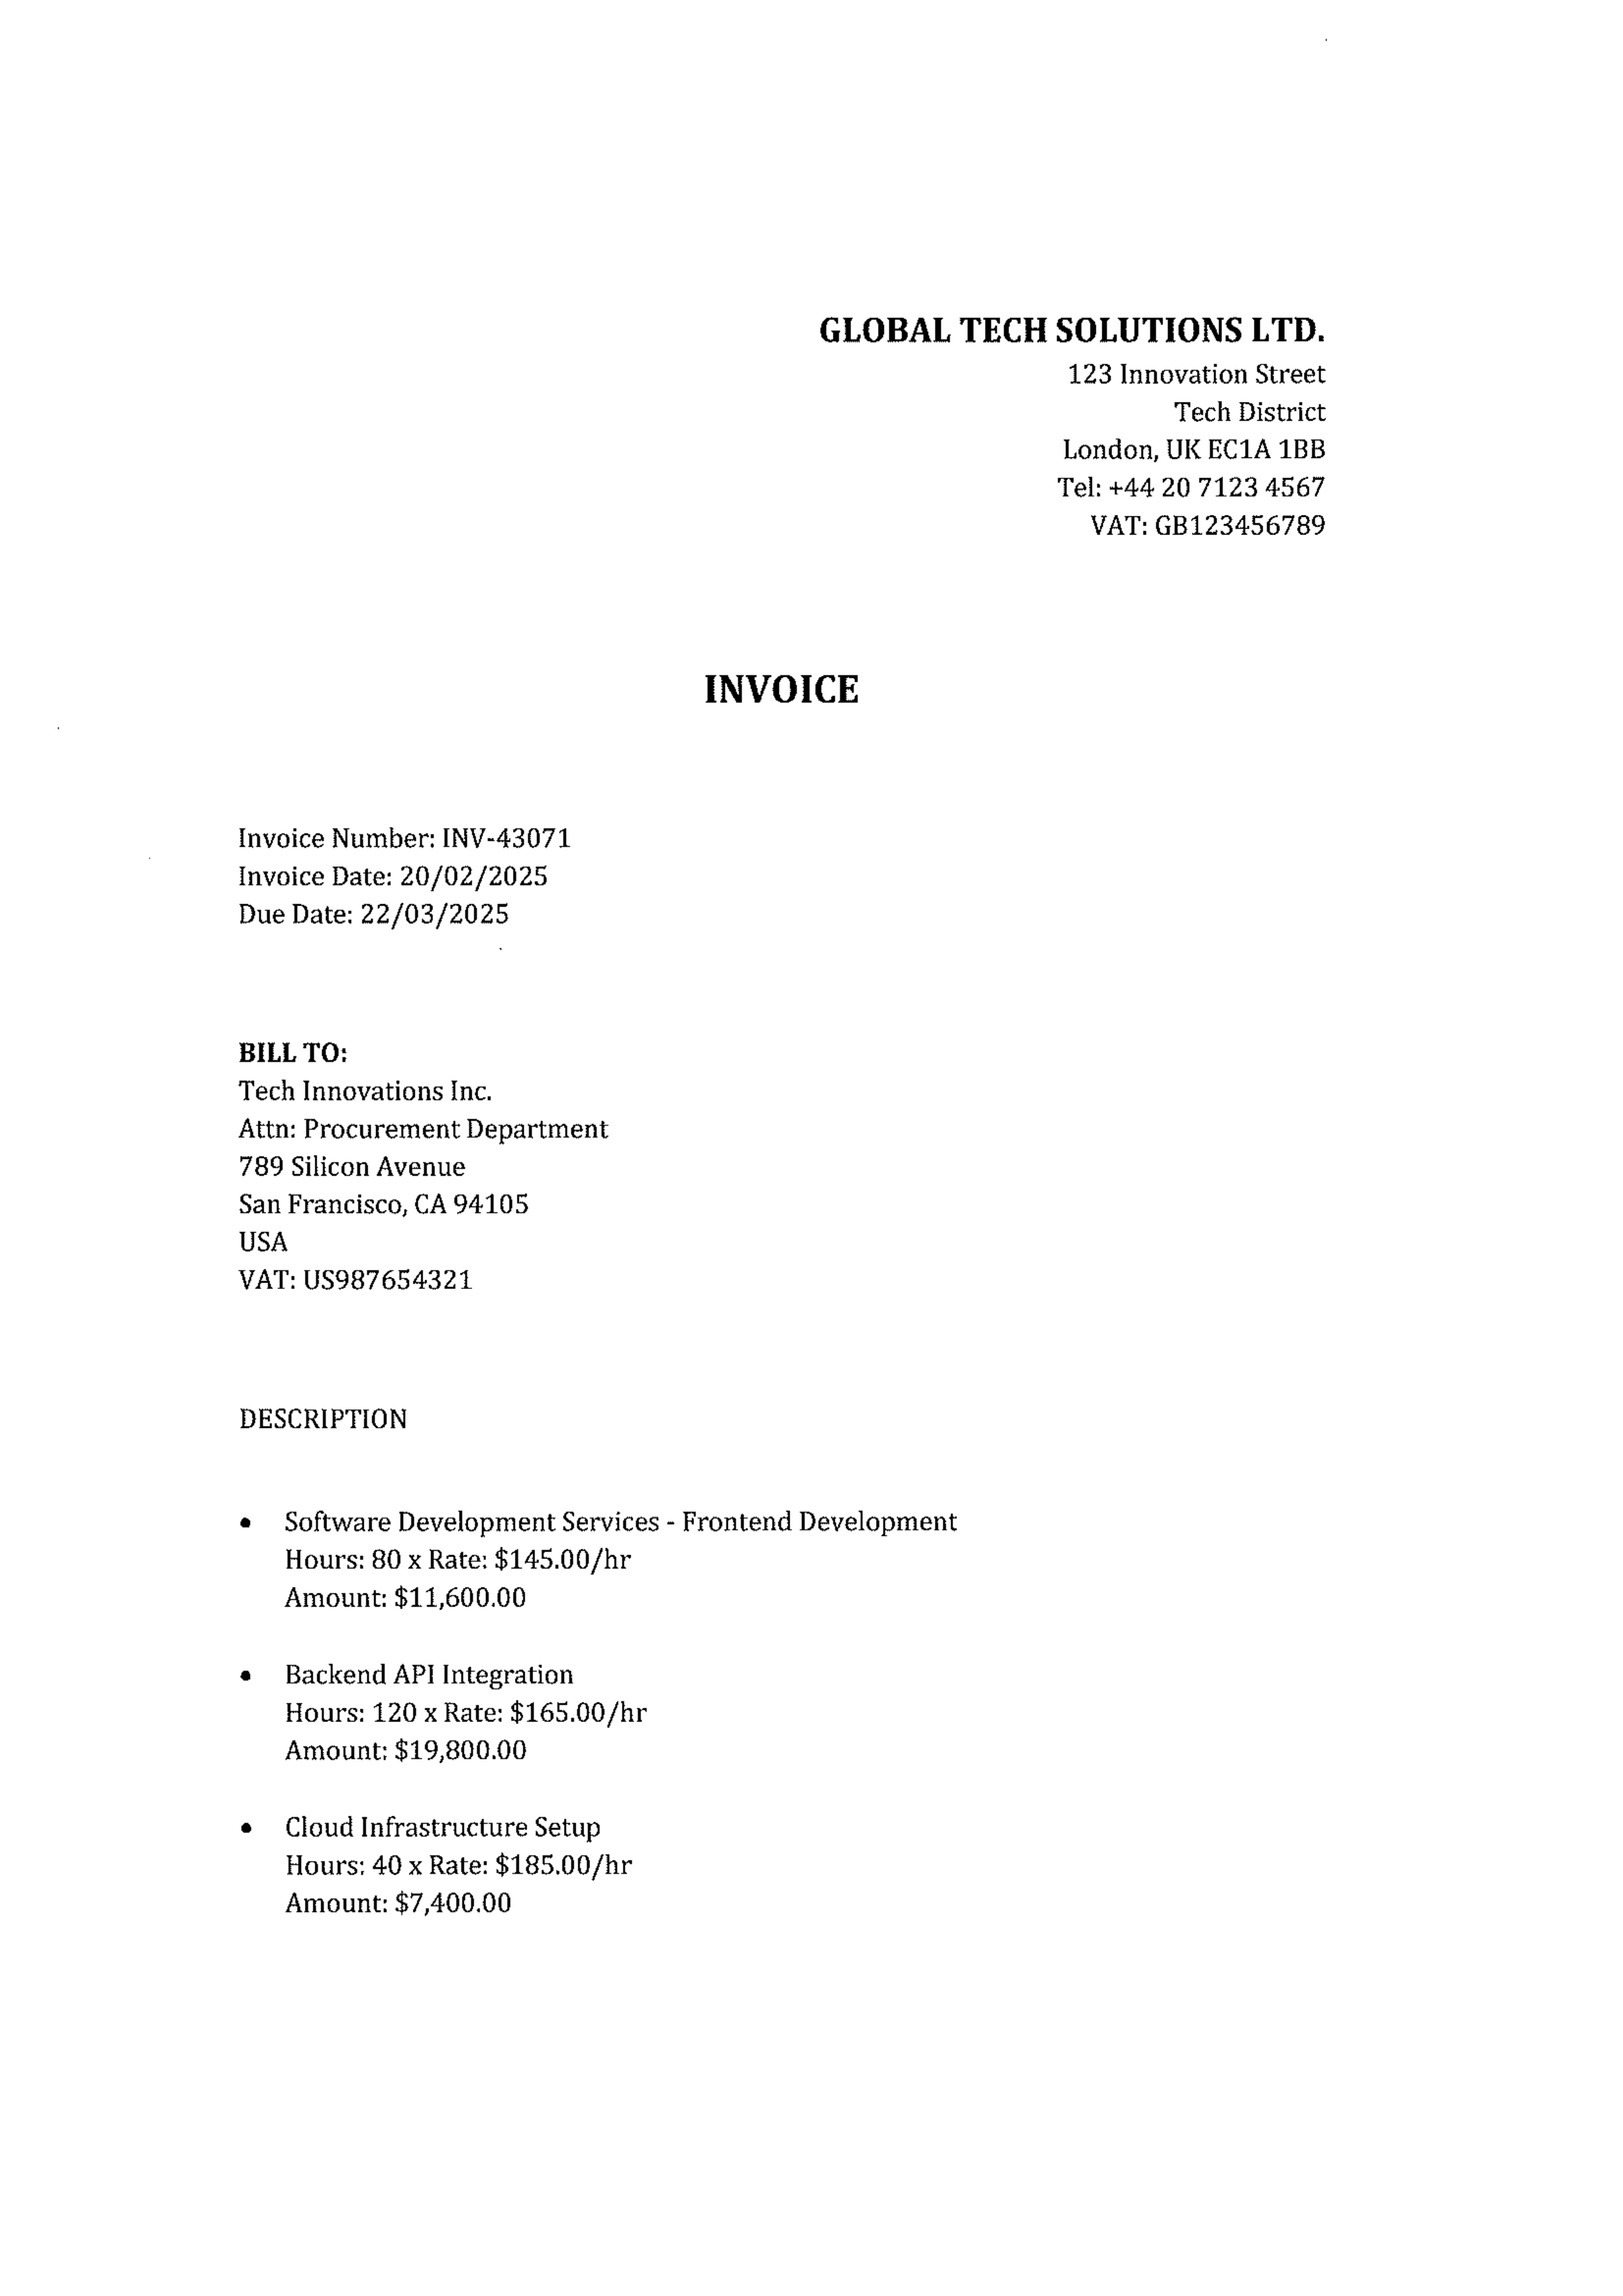 GLOBAL TECH SOLUTIONS LTD.
123 Innovation Street
Tech District
London, UK EC1A 1BB
Tel: +44 20 7123 4567
VAT: GB123456789
INVOICE
Invoice Number: INV-43071
Invoice Date: 20/02/2025
Due Date: 22/03/2025
BILL TO:
Tech Innovations Inc.
Attn: Procurement Department
789 Silicon Avenue
San Francisco, CA 94105
USA
VAT: US987654321
DESCRIPTION
• Software Development Services - Frontend Development
Hours: 80 x Rate: $145.00/hr
Amount: $11,600.00
• Backend API Integration
Hours: 120 x Rate: $165.00/hr
Amount: $19,800.00
• Cloud Infrastructure Setup
Hours: 40 x Rate: $185.00/hr
Amount: $7,400.00